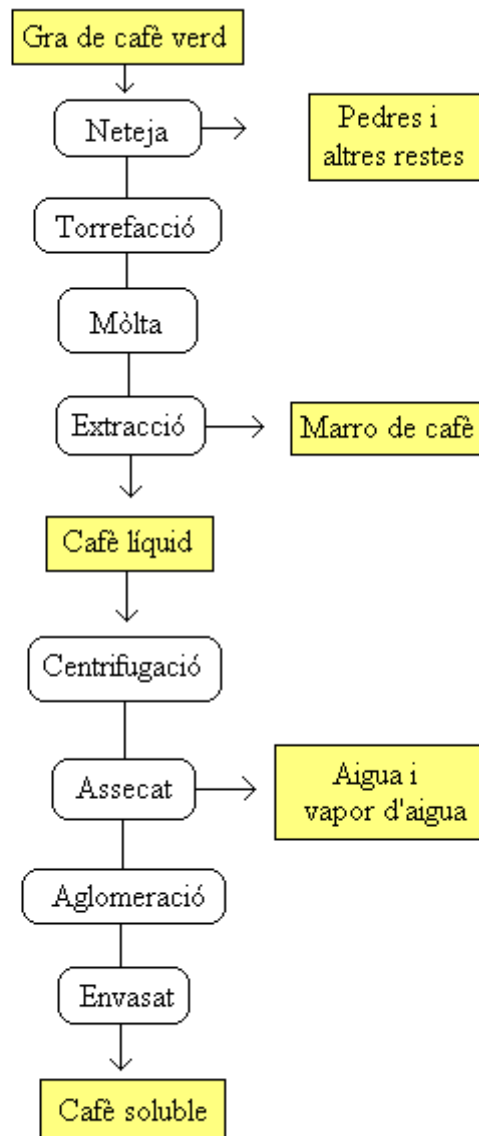 Gra de cafè verd
Neteja
Pedres i
altres restes
Torrefacció
Mòlta
Extracció
Marro de cafè
Cafè líquid
Centrifugació
Assecat
Aigua i
vapor d'aigua
Aglomeració
Envasat
Cafè soluble